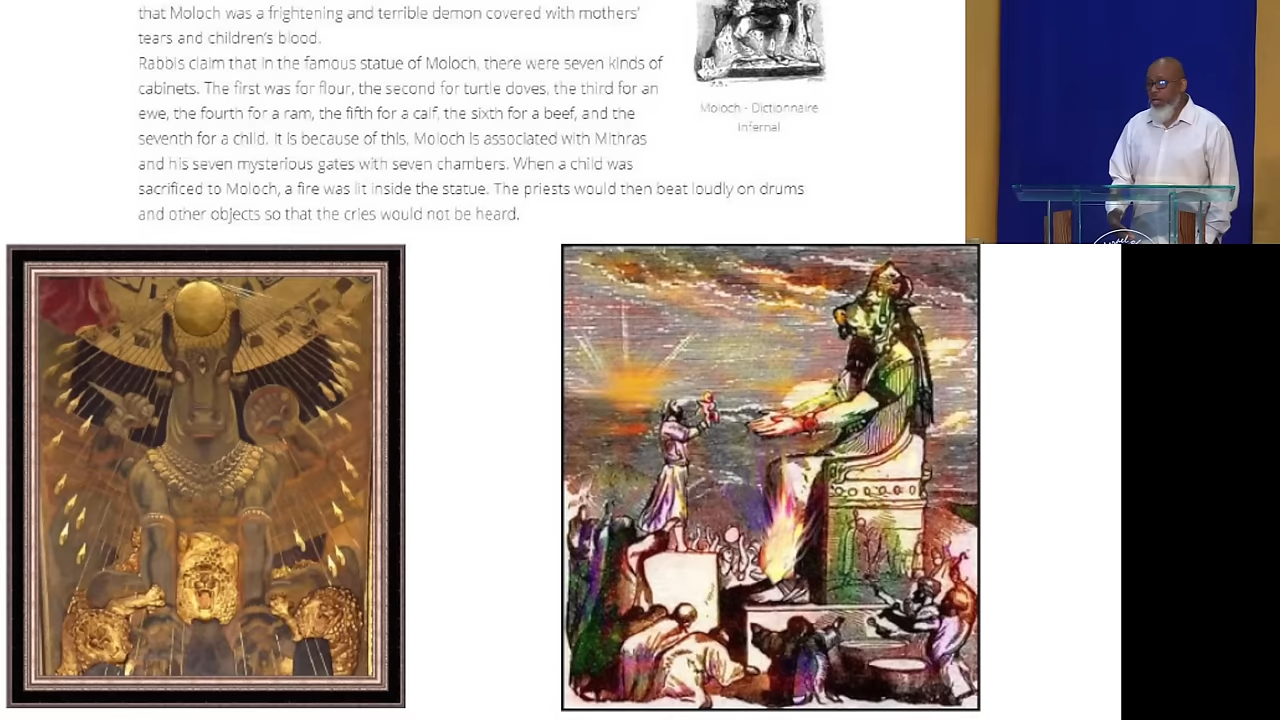 that Moloch was a frightening and terrible demon covered with mothers'
tears and children's blood.
Rabbis claim that in the famous statue of Moloch, there were seven kinds of
cabinets. The first was for flour, the second for turtle doves, the third for an
ewe, the fourth for a ram, the fifth for a calf, the sixth for a beef, and the
seventh for a child. It is because of this, Moloch is associated with Mithras
and his seven mysterious gates with seven chambers. When a child was
sacrificed to Moloch, a fire was lit inside the statue. The priests would then beat loudly on drums
and other objects so that the cries would not be heard.
Moloch - Dictionnaire
Infernal